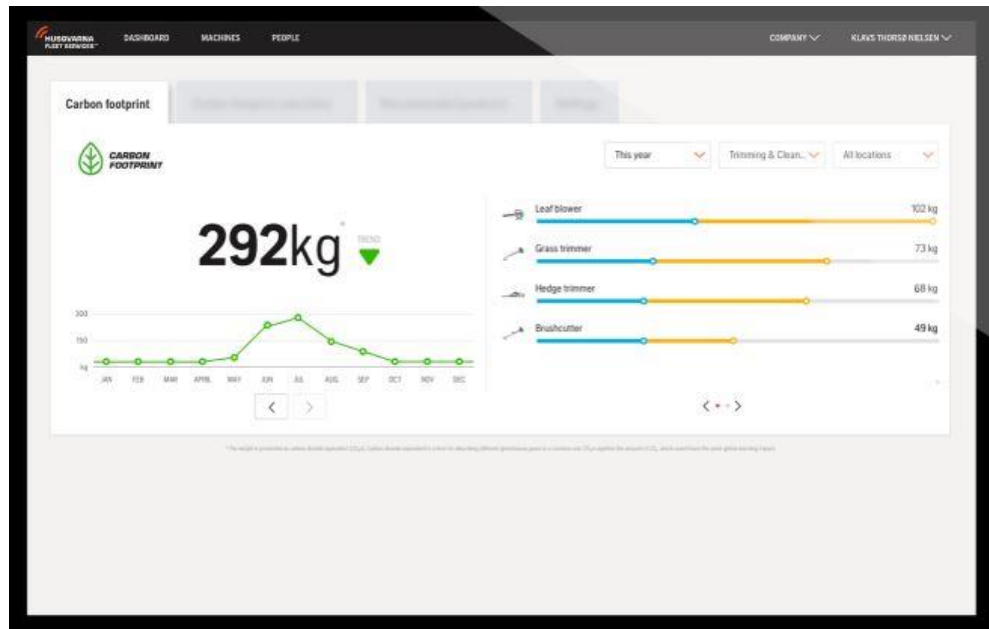 HUSQVARNA
FLEET SERVICES™
DASHBOARD MACHINES PEOPLE COMPANY KLAVS THORSØ NIELSEN
Carbon footprint
CARBON
FOOTPRINT
This year Trimming & Clean... All locations
292kg*
TREND
300
150
kg
JAN FEB MAR APRIL MAY JUN JUL AUG SEP OCT NOV DEC
Leaf blower 102 kg
Grass trimmer 73 kg
Hedge trimmer 68 kg
Brushcutter 49 kg